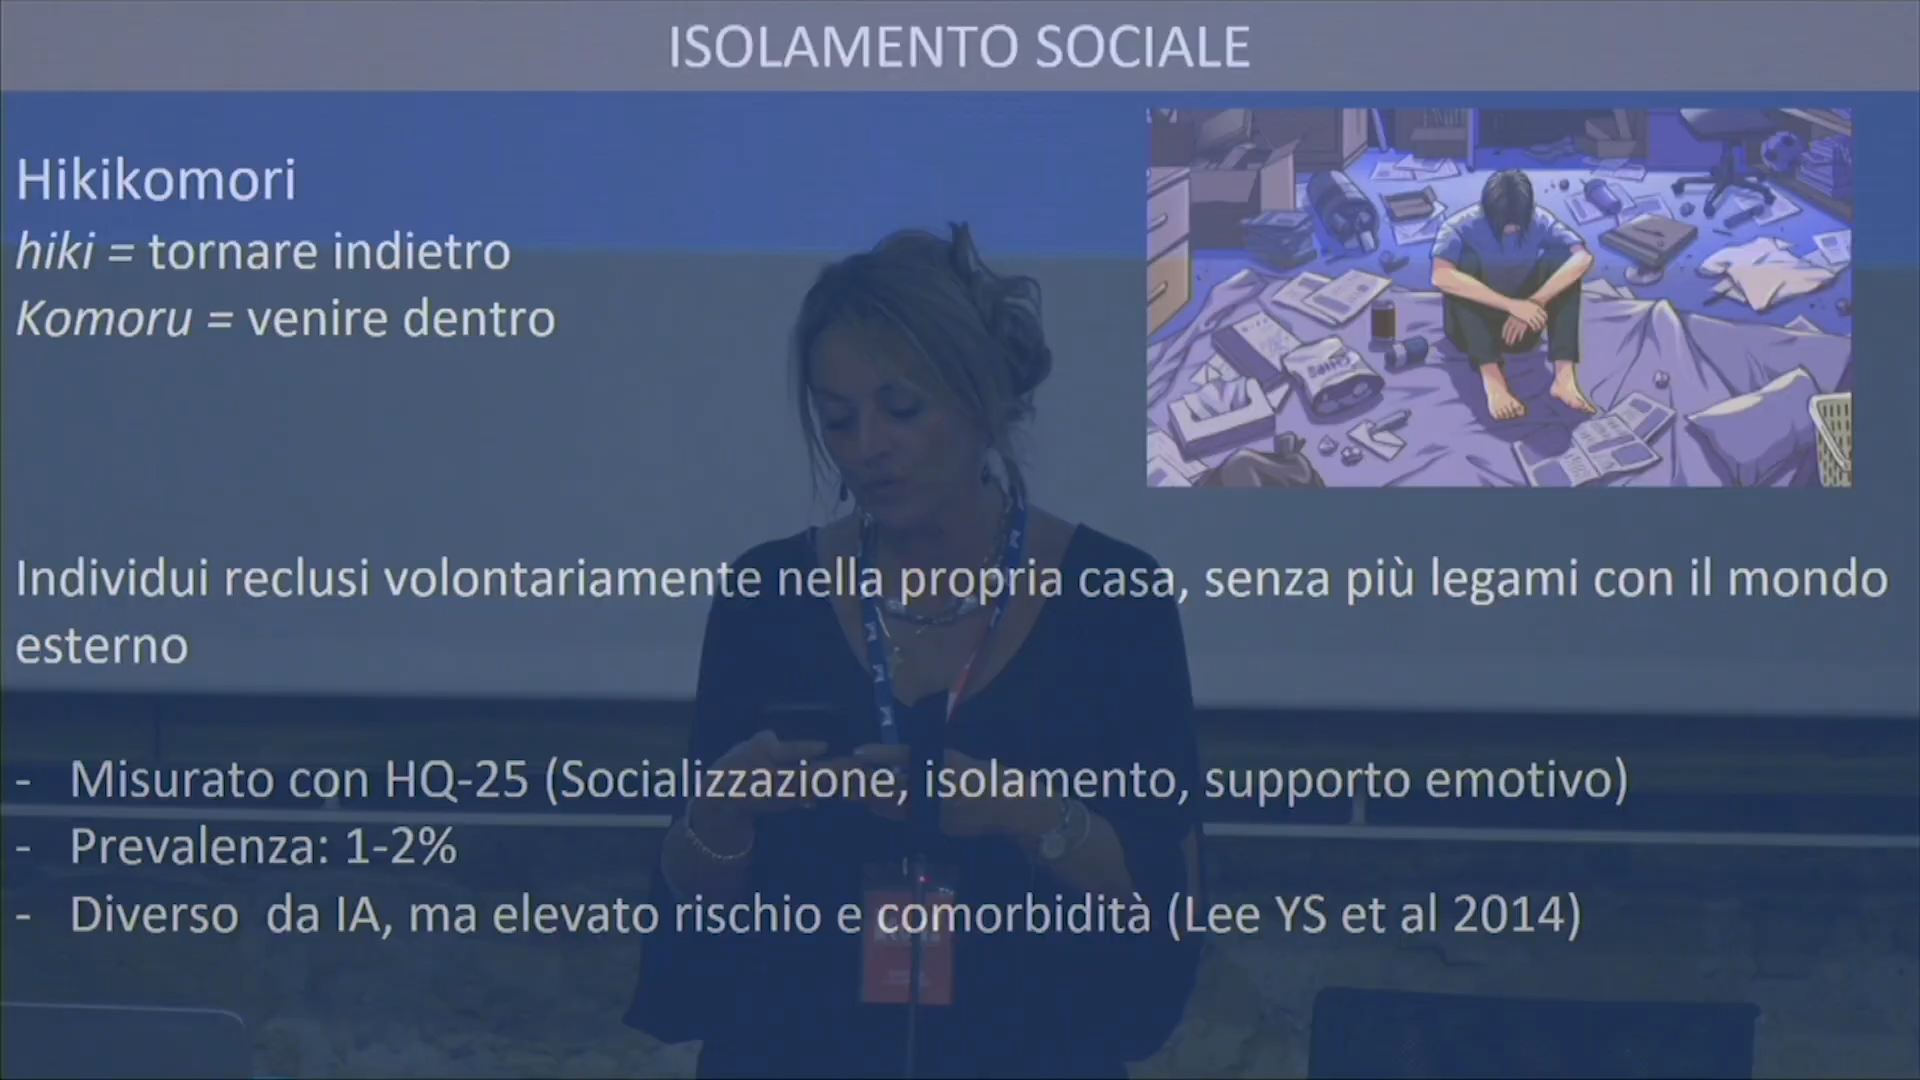 ISOLAMENTO SOCIALE
Hikikomori
hiki = tornare indietro
Komoru = venire dentro
Individui reclusi volontariamente nella propria casa, senza più legami con il mondo
esterno
- Misurato con HQ-25 (Socializzazione, isolamento, supporto emotivo)
- Prevalenza: 1-2%
- Diverso da IA, ma elevato rischio e comorbidità (Lee YS et al 2014)